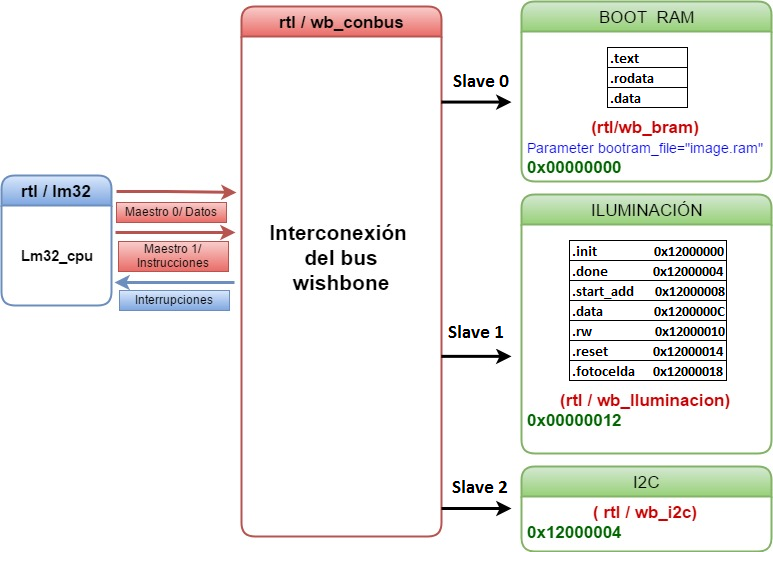 rtl / wb_conbus
Interconexión
del bus
wishbone
rtl / lm32
Lm32_cpu
Maestro 0/ Datos
Maestro 1/
Instrucciones
Interrupciones
Slave 0
BOOT RAM
.text
.rodata
.data
(rtl/wb_bram)
Parameter bootram_file="image.ram"
0x00000000
Slave 1
ILUMINACIÓN
.init 0x12000000
.done 0x12000004
.start_add 0x12000008
.data 0x1200000C
.rw 0x12000010
.reset 0x12000014
.fotocelda 0x12000018
(rtl / wb_Iluminacion)
0x00000012
Slave 2
I2C
( rtl / wb_i2c)
0x12000004